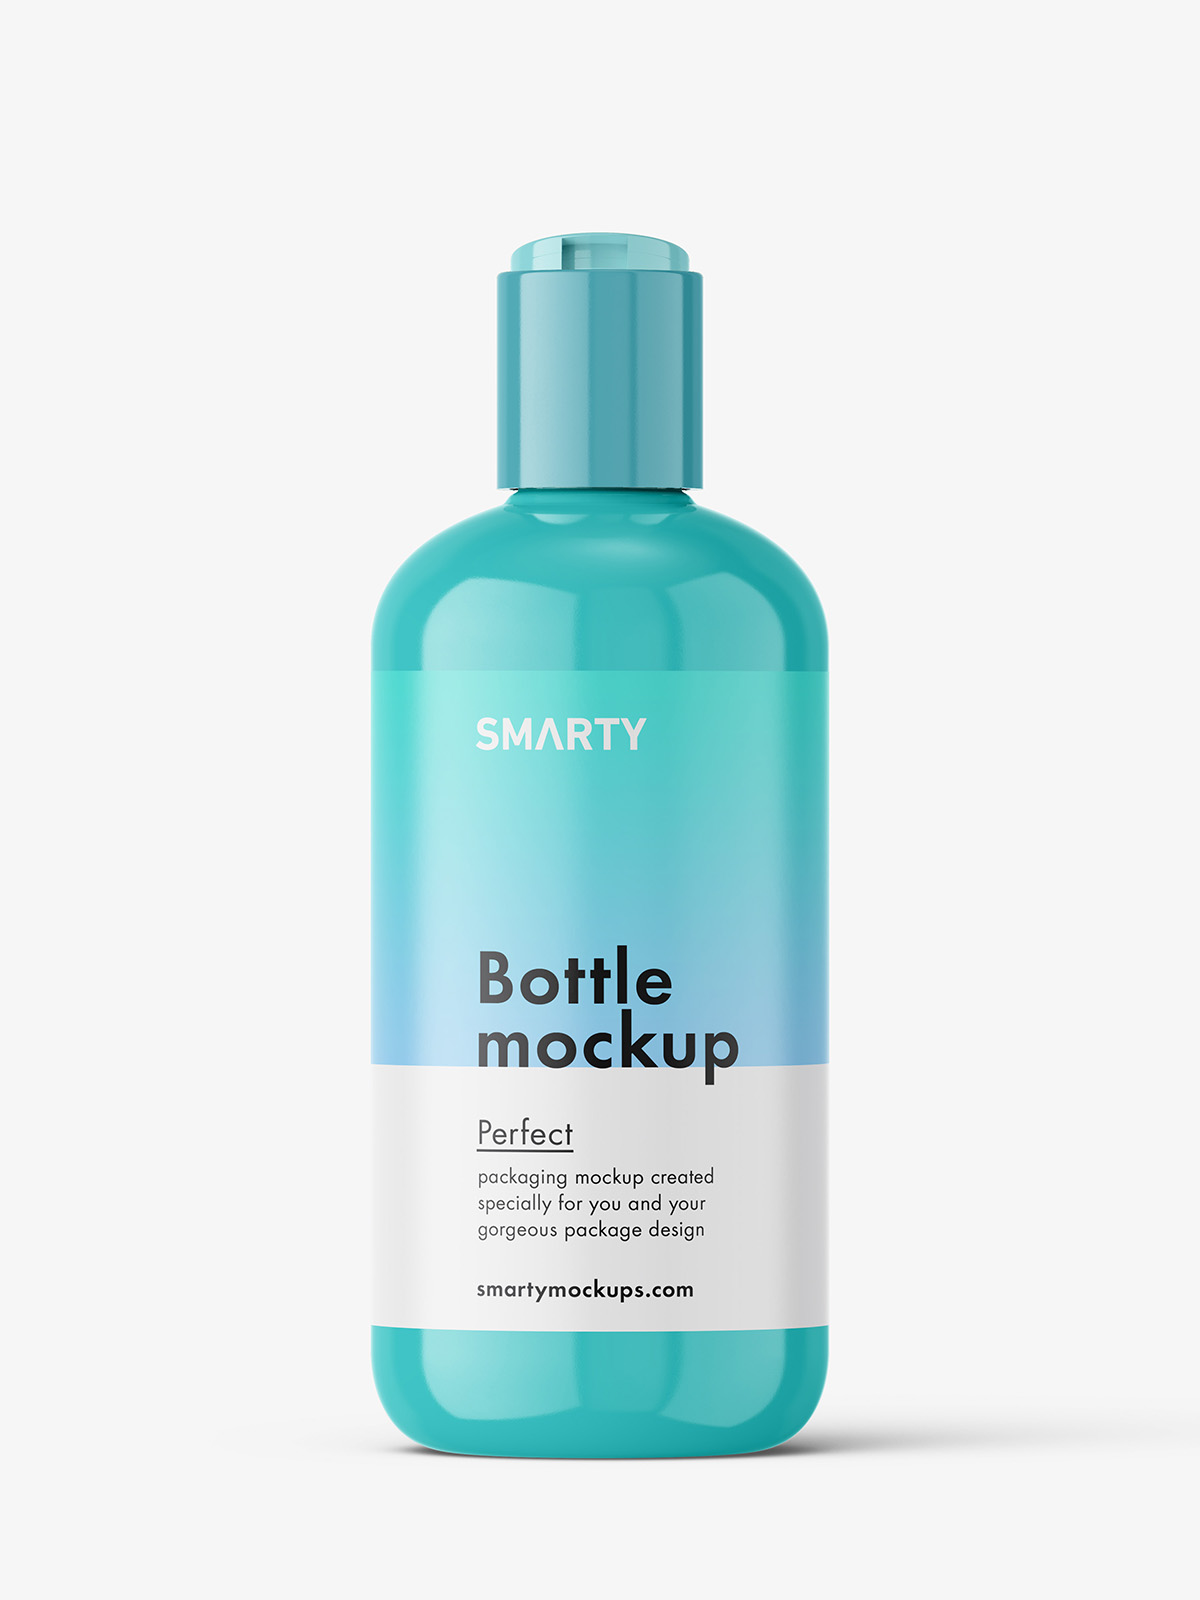 SMARTY
Bottle
mockup
Perfect
packaging mockup created
specially for you and your
gorgeous package design
smartymockups.com